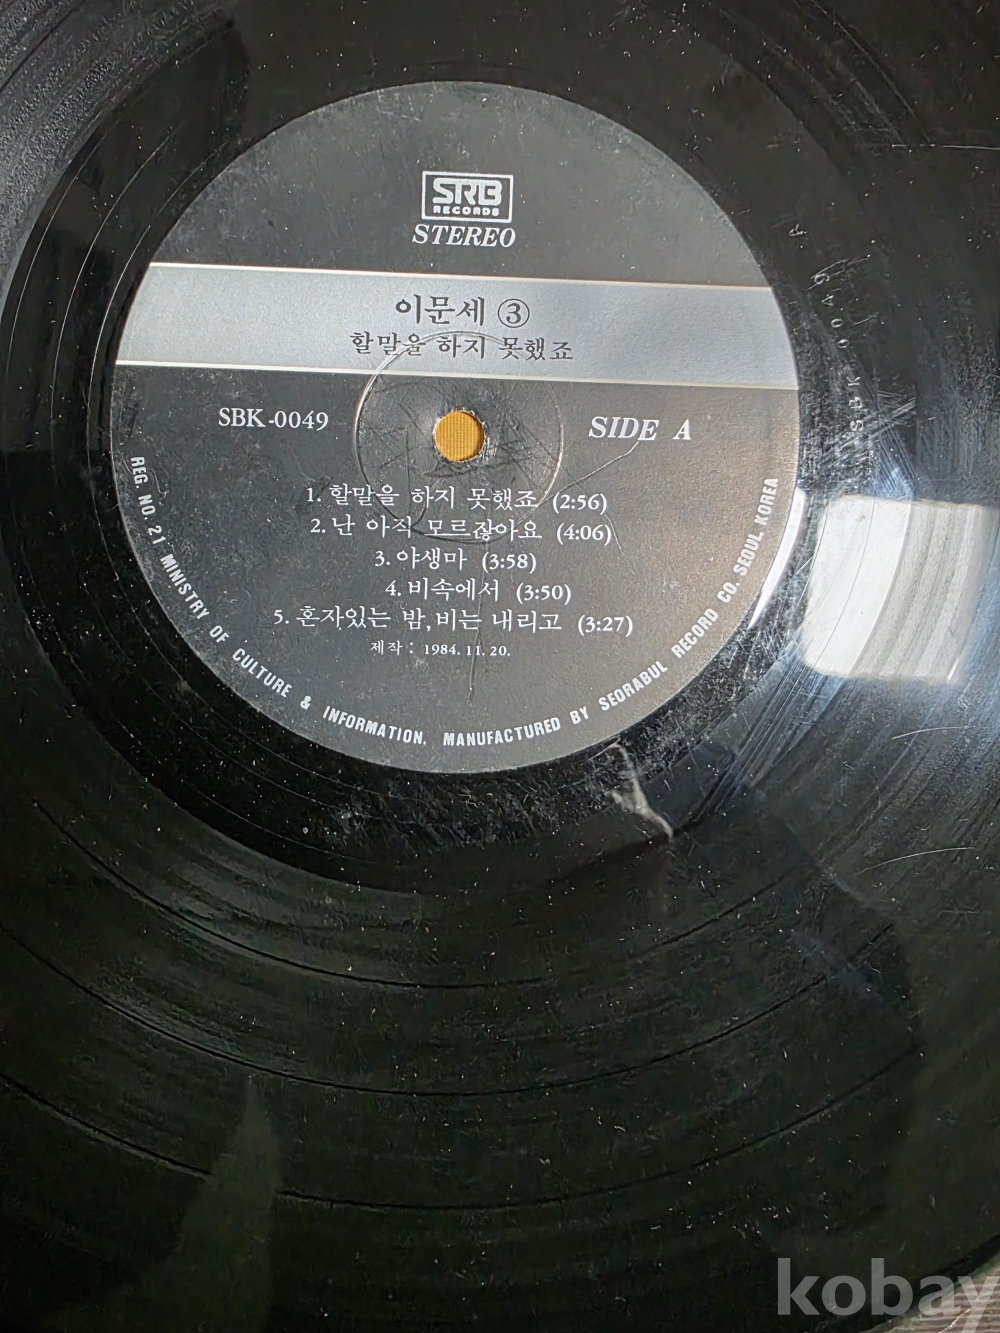 SRB
RECORDS
STEREO
이문세 ③
할말을 하지 못했죠
SBK-0049
SIDE A
1. 할말을 하지 못했죠 (2:56)
2. 난 아직 모르잖아요 (4:06)
3. 야생마 (3:58)
4. 비속에서 (3:50)
5. 혼자있는 밤, 비는 내리고 (3:27)
제작 : 1984. 11. 20.
REG. NO. 21 MINISTRY OF CULTURE & INFORMATION, MANUFACTURED BY SEORABUL RECORD CO. SEOUL KOREA
SBK 0049
kobay